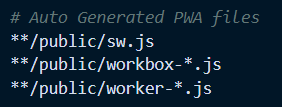 # Auto Generated PWA files
**/public/sw.js
**/public/workbox-*.js
**/public/worker-*.js